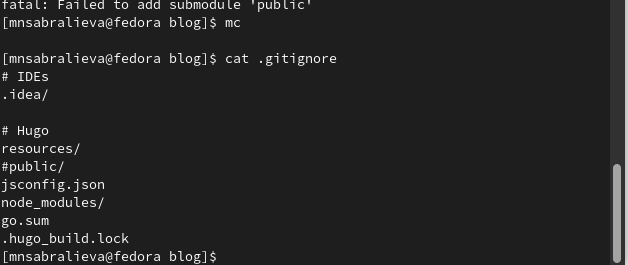 fatal: Failed to add submodule 'public'
[mnsabralieva@fedora blog]$ mc
[mnsabralieva@fedora blog]$ cat .gitignore
# IDEs
.idea/
# Hugo
resources/
#public/
jsconfig.json
node_modules/
go.sum
.hugo_build.lock
[mnsabralieva@fedora blog]$